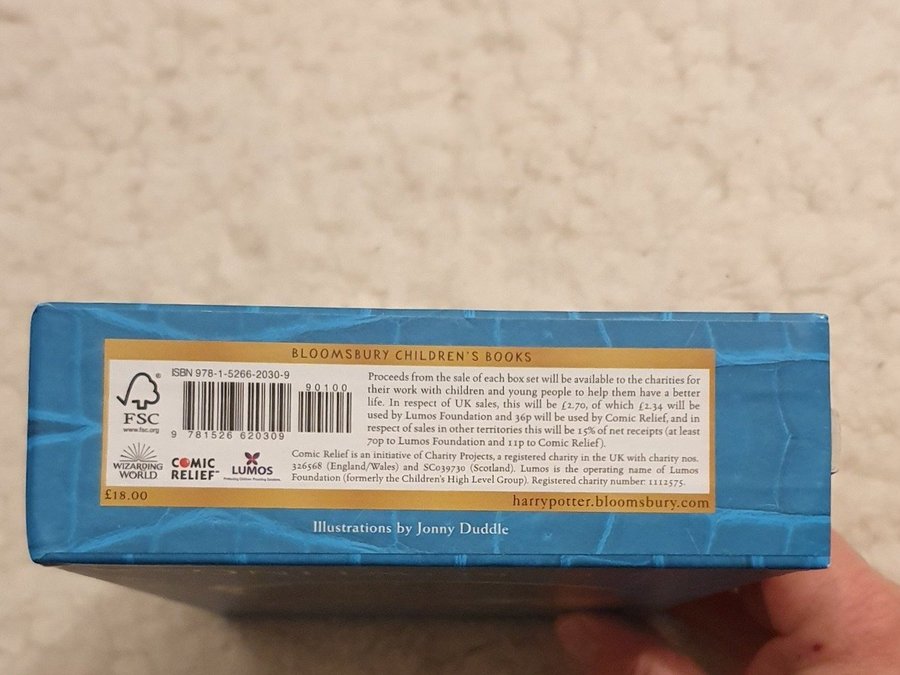 BLOOMSBURY CHILDREN'S BOOKS
FSC
®
www.fsc.org
ISBN 978-1-5266-2030-9
90100
9 781526 620309
WIZARDING
WORLD
COMIC
RELIEF
LUMOS
Proceeds from the sale of each box set will be available to the charities for
their work with children and young people to help them have a better
life. In respect of UK sales, this will be £2.70, of which £2.34 will be
used by Lumos Foundation and 36p will be used by Comic Relief, and in
respect of sales in other territories this will be 15% of net receipts (at least
70p to Lumos Foundation and 11p to Comic Relief).
Comic Relief is an initiative of Charity Projects, a registered charity in the UK with charity nos.
326568 (England/Wales) and SC039730 (Scotland). Lumos is the operating name of Lumos
Foundation (formerly the Children's High Level Group). Registered charity number: 1112575.
£18.00
harrypotter.bloomsbury.com
Illustrations by Jonny Duddle